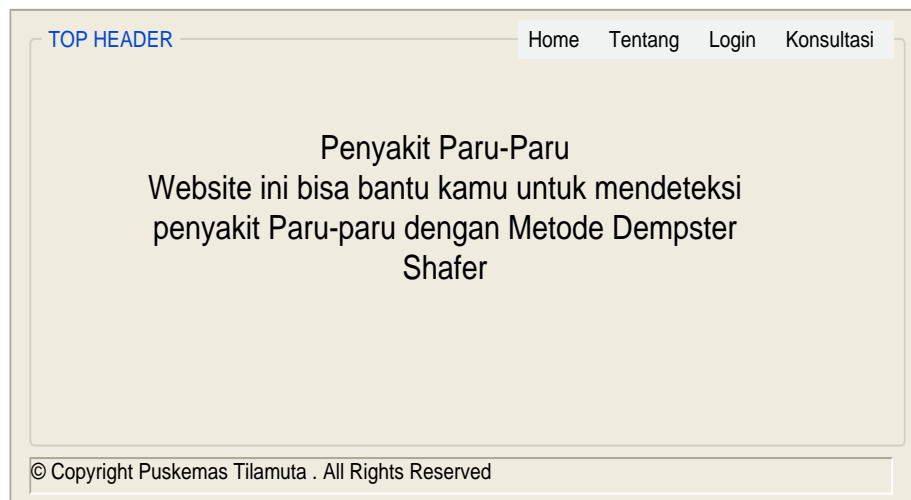 TOP HEADER
Home Tentang Login Konsultasi
Penyakit Paru-Paru
Website ini bisa bantu kamu untuk mendeteksi
penyakit Paru-paru dengan Metode Dempster
Shafer
© Copyright Puskemas Tilamuta . All Rights Reserved